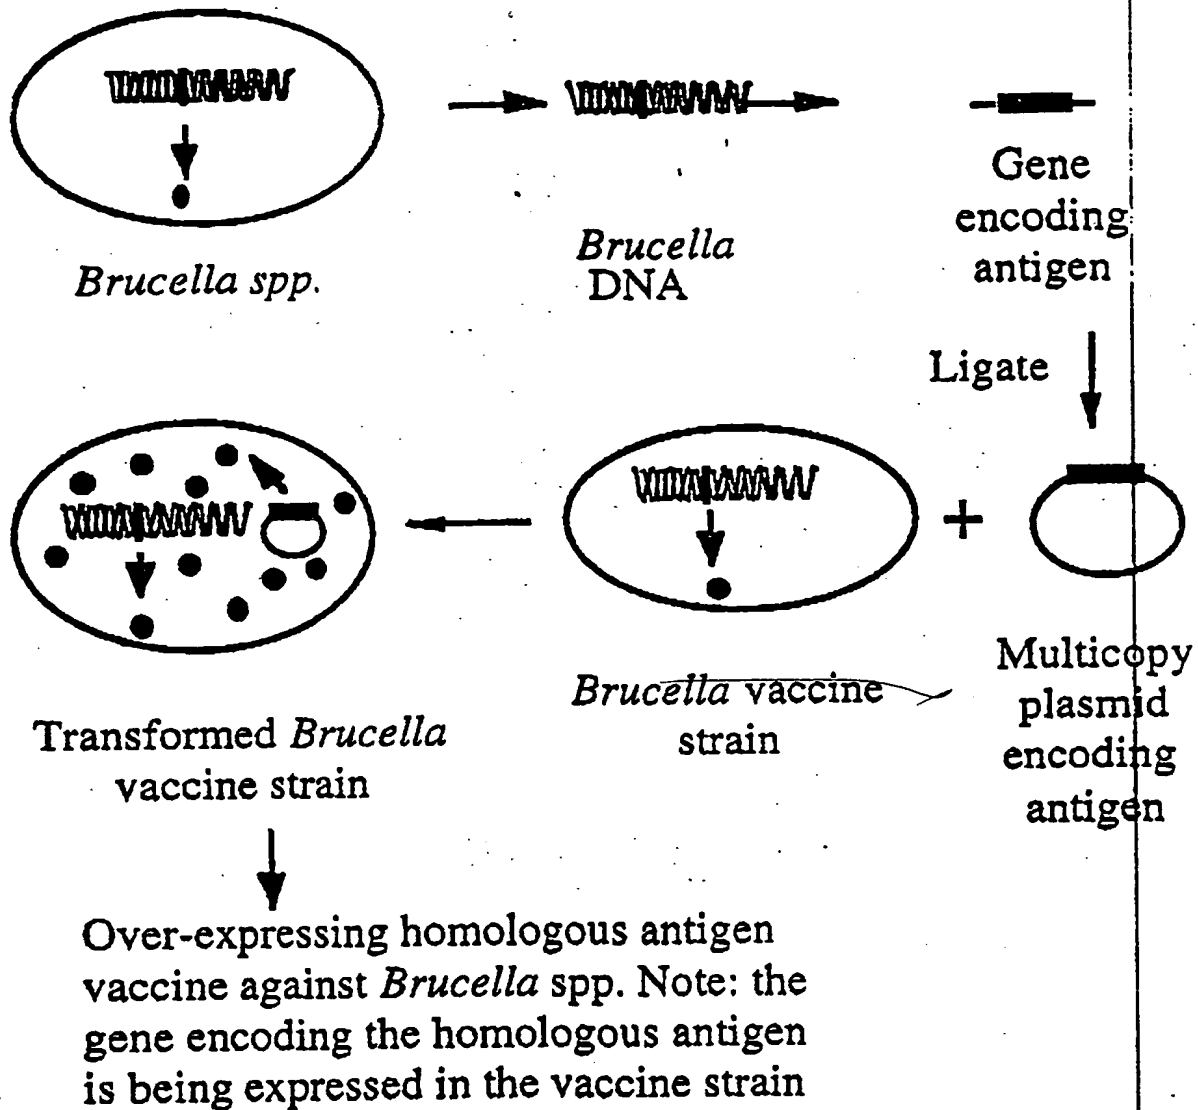 Brucella spp.
Brucella
DNA
Gene
encoding
antigen
Ligate
Multicopy
plasmid
encoding
antigen
Brucella vaccine
strain
Transformed Brucella
vaccine strain
Over-expressing homologous antigen
vaccine against Brucella spp. Note: the
gene encoding the homologous antigen
is being expressed in the vaccine strain